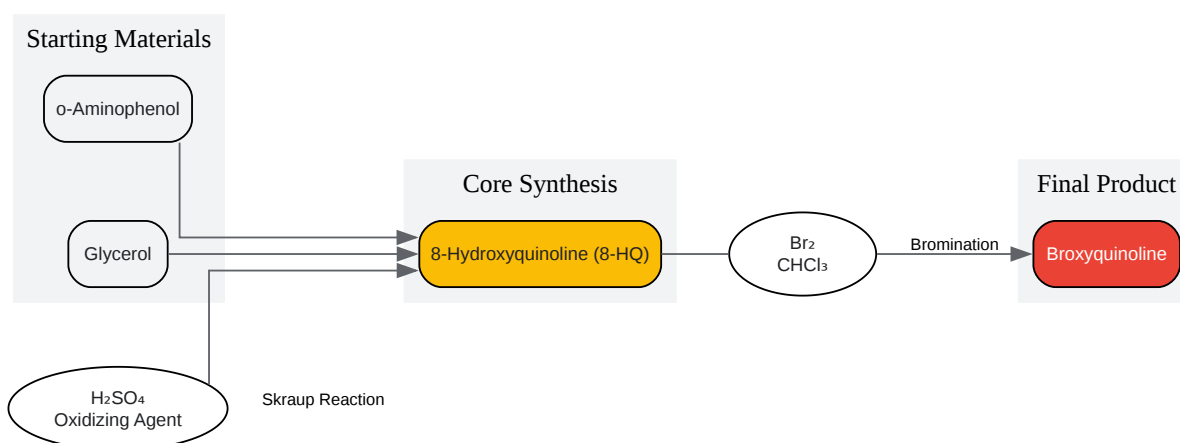 Starting Materials
o-Aminophenol
Glycerol
H₂SO₄
Oxidizing Agent
Skraup Reaction
Core Synthesis
8-Hydroxyquinoline (8-HQ)
Br₂
CHCl₃
Bromination
Final Product
Broxyquinoline